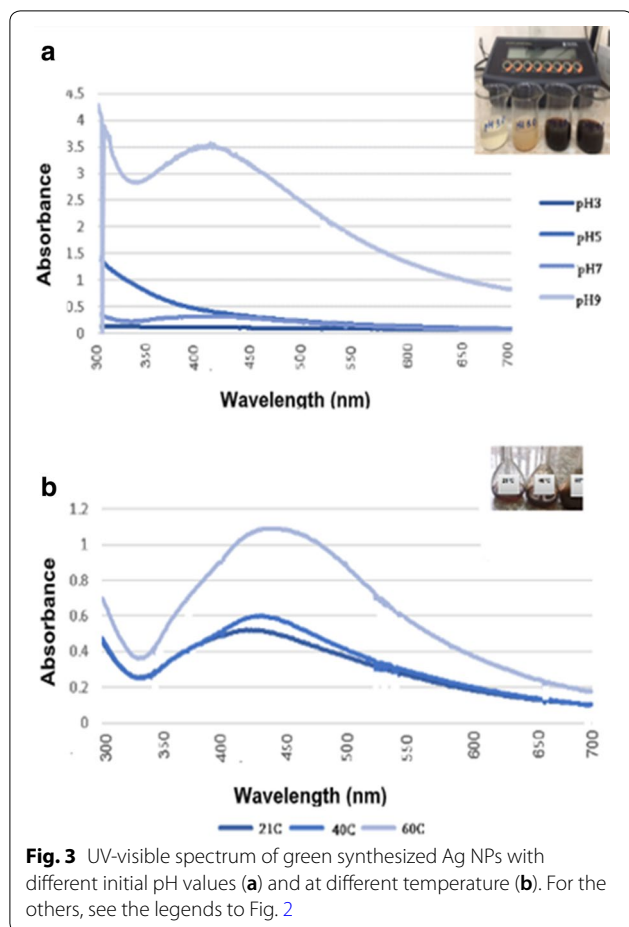 a
4.5
4
3.5
3
2.5
2
1.5
1
0.5
0
Absorbance
300
350
400
450
500
550
600
650
700
Wavelength (nm)
pH3
pH5
pH7
pH9
b
1.2
1
0.8
0.6
0.4
0.2
0
Absorbance
300
350
400
450
500
550
600
650
700
Wavelength (nm)
21C 40C 60C
Fig. 3 UV-visible spectrum of green synthesized Ag NPs with
different initial pH values (a) and at different temperature (b). For the
others, see the legends to Fig. 2